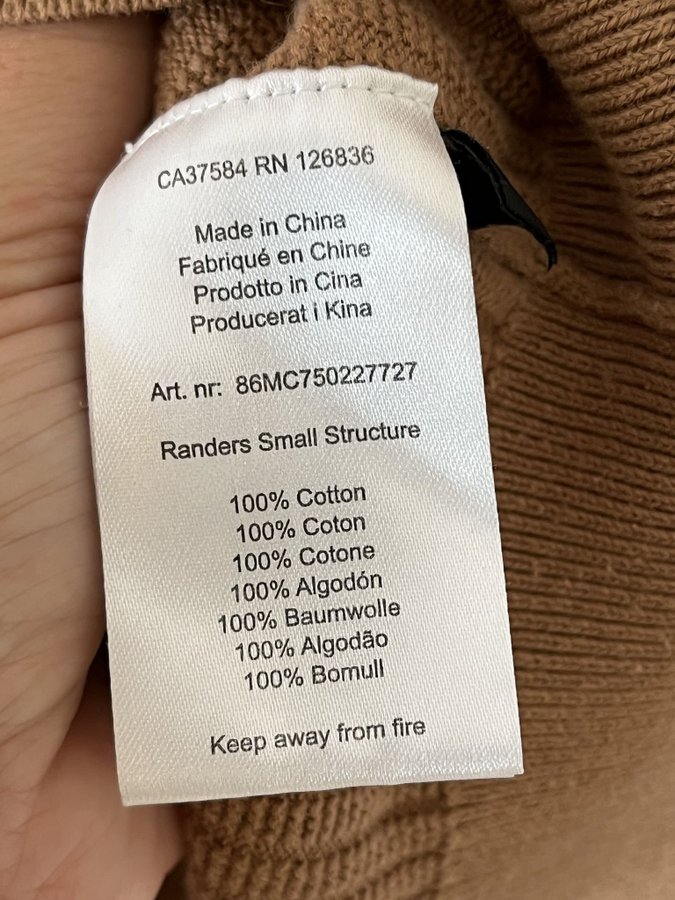 CA37584 RN 126836
Made in China
Fabriqué en Chine
Prodotto in Cina
Producerat i Kina
Art. nr: 86MC750227727
Randers Small Structure
100% Cotton
100% Coton
100% Cotone
100% Algodón
100% Baumwolle
100% Algodão
100% Bomull
Keep away from fire